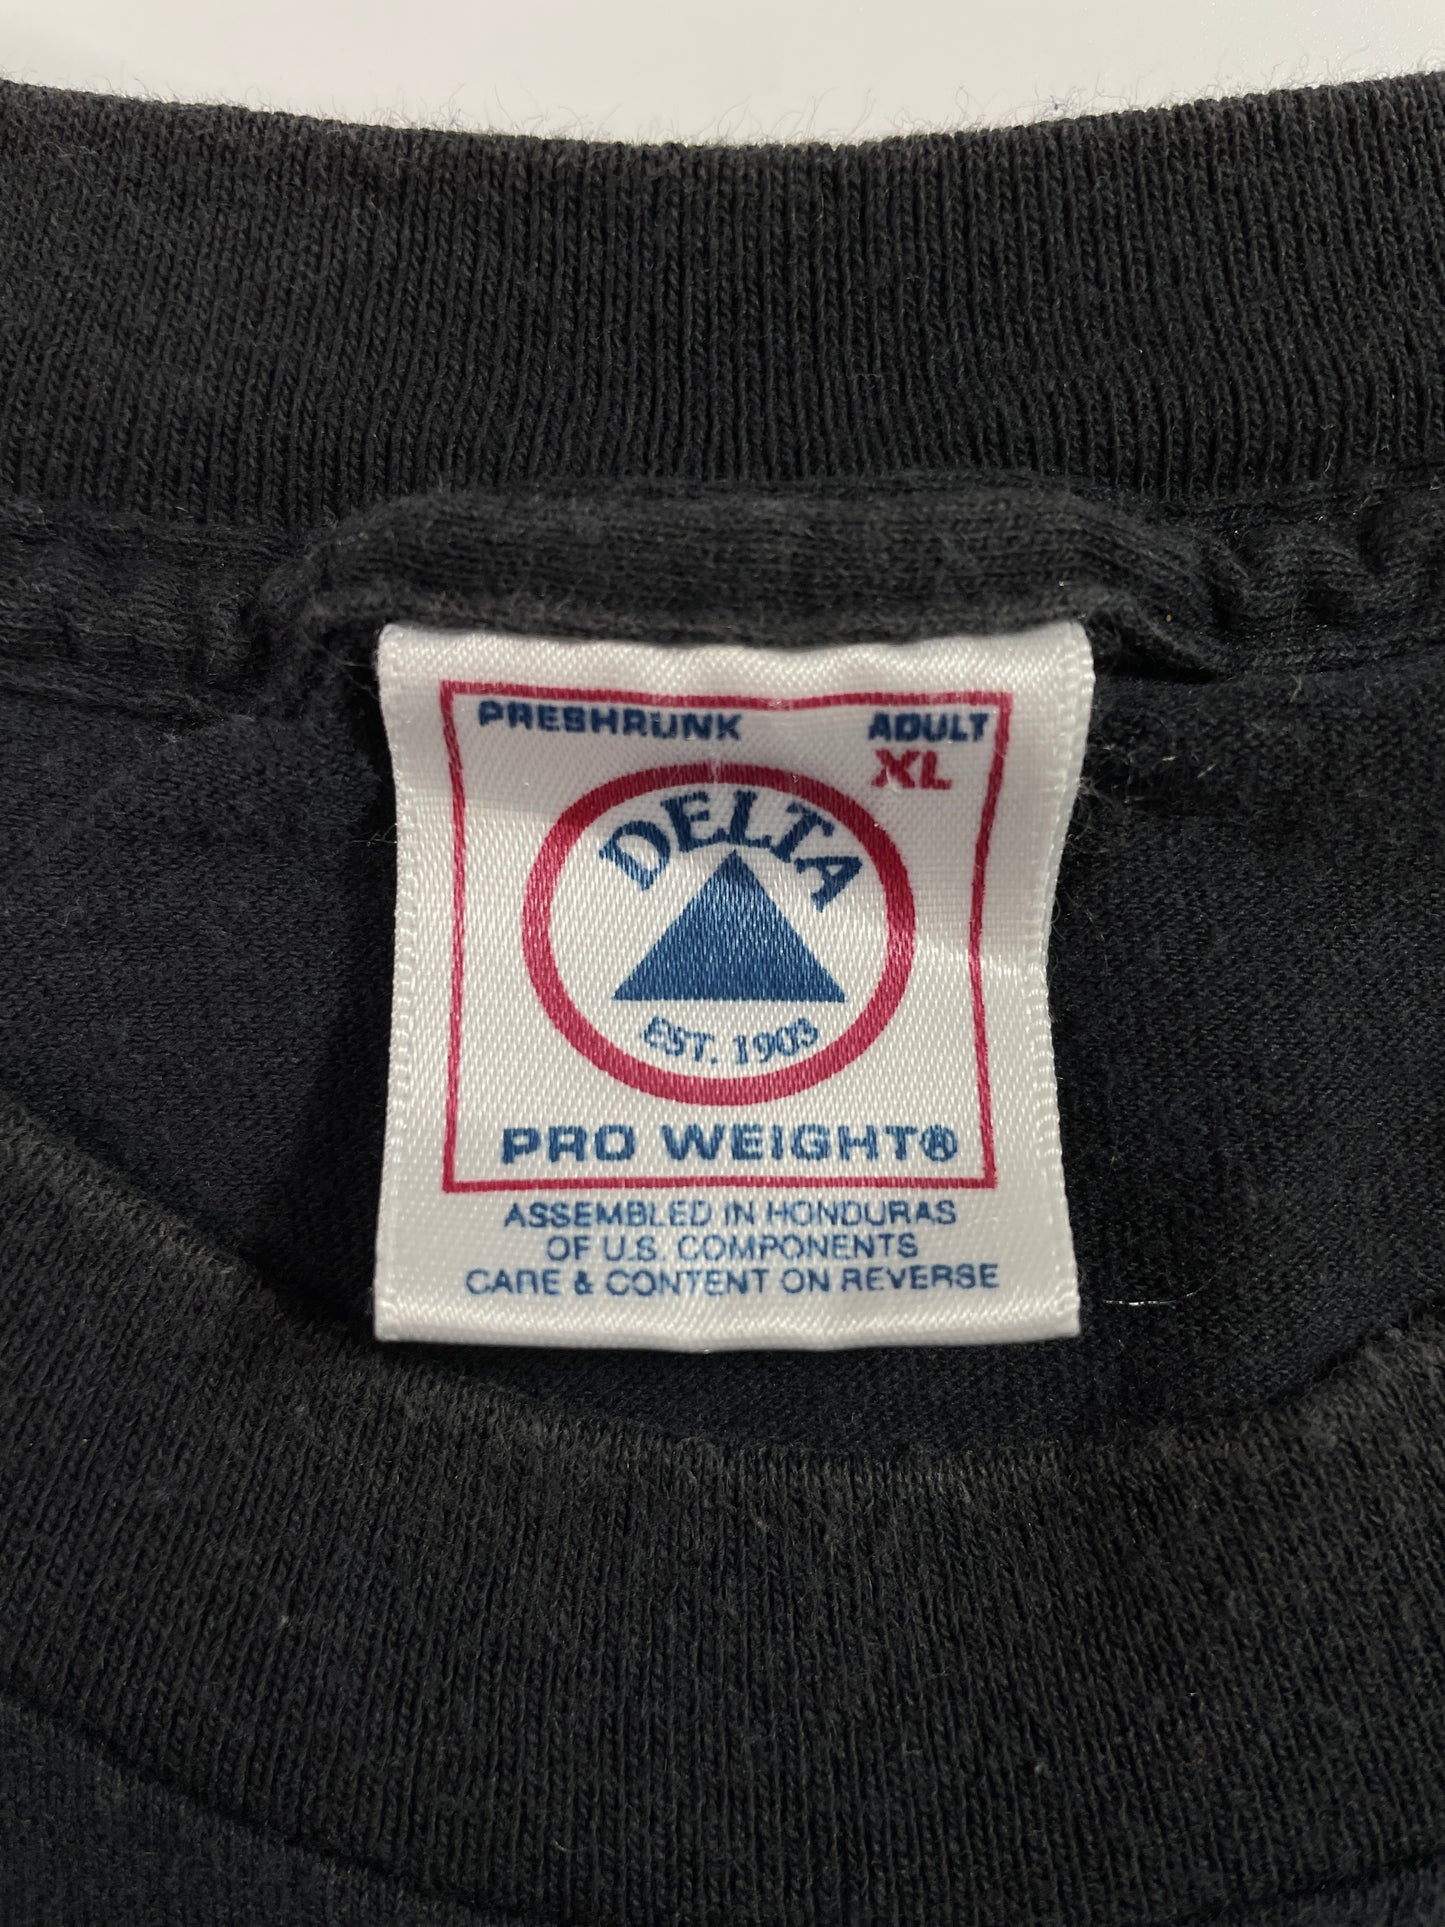 PRESHRUNK ADULT
XL
DELTA
EST. 1903
PRO WEIGHT®
ASSEMBLED IN HONDURAS
OF U.S. COMPONENTS
CARE & CONTENT ON REVERSE